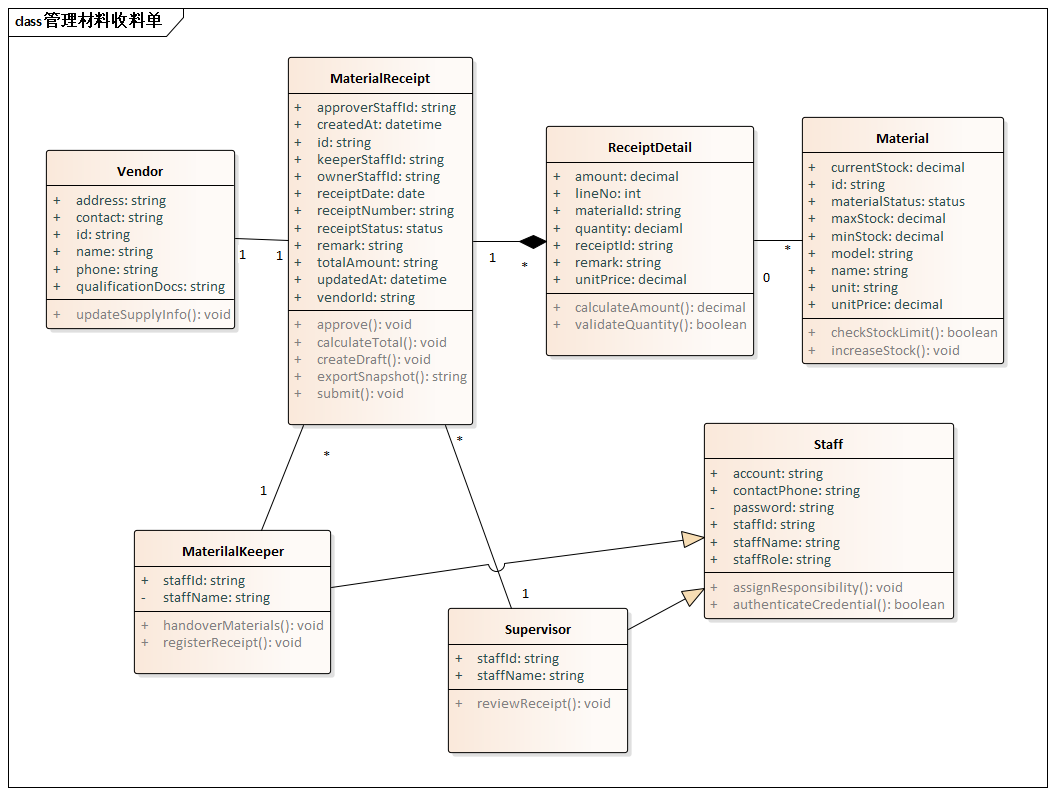 class 管理材料收料单
MaterialReceipt
+ approverStaffId: string
+ createdAt: datetime
+ id: string
+ keeperStaffId: string
+ ownerStaffId: string
+ receiptDate: date
+ receiptNumber: string
+ receiptStatus: status
+ remark: string
+ totalAmount: string
+ updatedAt: datetime
+ vendorId: string
+ approve(): void
+ calculateTotal(): void
+ createDraft(): void
+ exportSnapshot(): string
+ submit(): void
Vendor
+ address: string
+ contact: string
+ id: string
+ name: string
+ phone: string
+ qualificationDocs: string
+ updateSupplyInfo(): void
1
1
ReceiptDetail
+ amount: decimal
+ lineNo: int
+ materialId: string
+ quantity: deciaml
+ receiptId: string
+ remark: string
+ unitPrice: decimal
+ calculateAmount(): decimal
+ validateQuantity(): boolean
1
*
Material
+ currentStock: decimal
+ id: string
+ materialStatus: status
+ maxStock: decimal
+ minStock: decimal
+ model: string
+ name: string
+ unit: string
+ unitPrice: decimal
+ checkStockLimit(): boolean
+ increaseStock(): void
*
0
*
1
*
1
Staff
+ account: string
+ contactPhone: string
- password: string
+ staffId: string
+ staffName: string
+ staffRole: string
+ assignResponsibility(): void
+ authenticateCredential(): boolean
MaterilalKeeper
+ staffId: string
- staffName: string
+ handoverMaterials(): void
+ registerReceipt(): void
Supervisor
+ staffId: string
+ staffName: string
+ reviewReceipt(): void